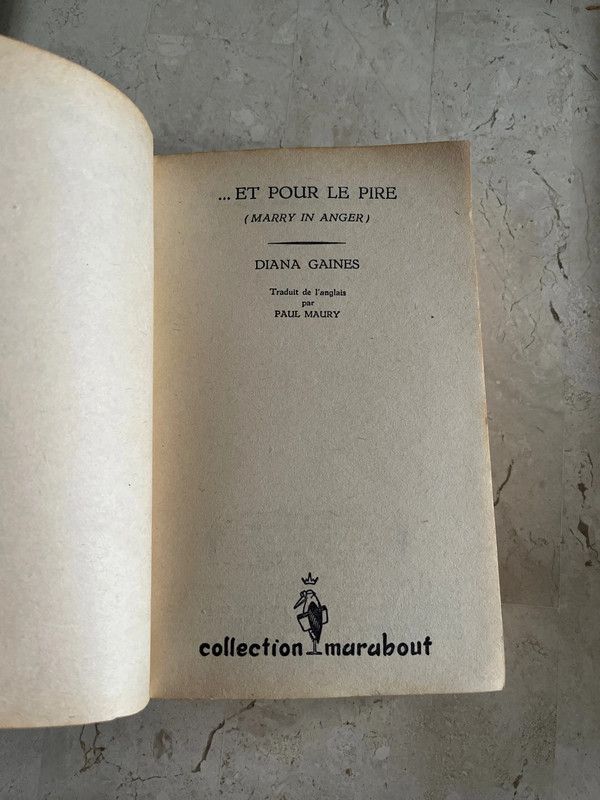 ... ET POUR LE PIRE
(MARRY IN ANGER)
DIANA GAINES
Traduit de l'anglais
par
PAUL MAURY
collection marabout